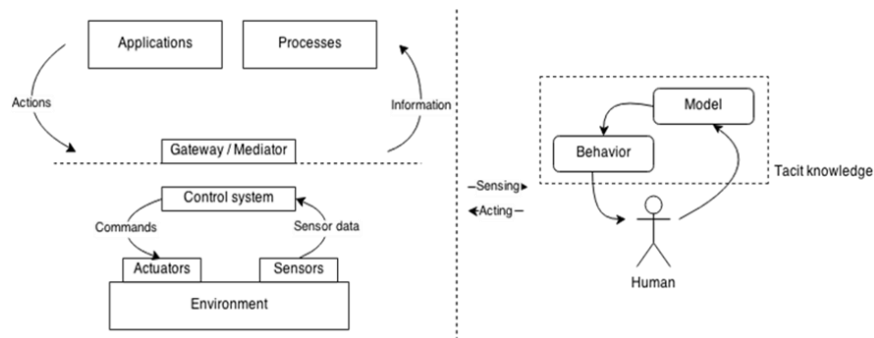 Applications
Processes
Actions
Information
Gateway / Mediator
Control system
Commands
Sensor data
Actuators
Sensors
Environment
Sensing
Acting
Model
Behavior
Tacit knowledge
Human